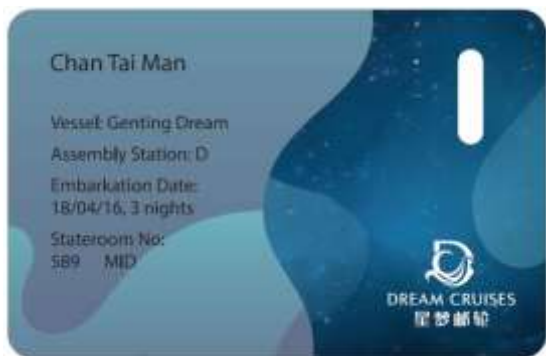 Chan Tai Man
Vessel: Genting Dream
Assembly Station: D
Embarkation Date:
18/04/16, 3 nights
Stateroom No:
589 MID
DREAM CRUISES
星梦邮轮